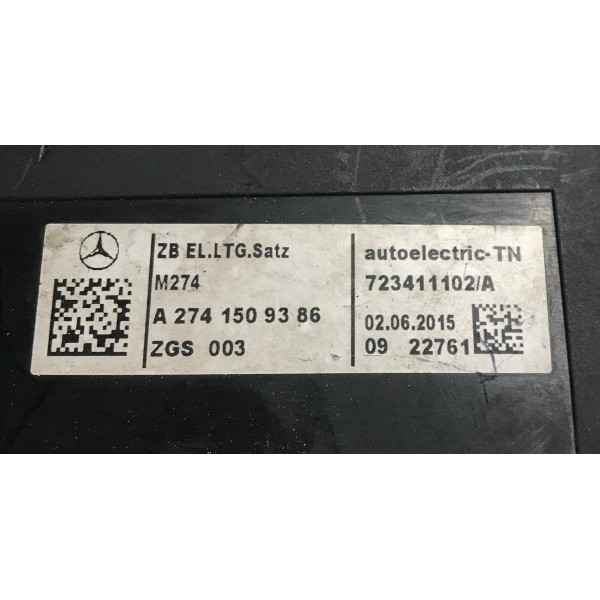 ZB EL.LTG.Satz
M274
A 274 150 93 86
ZGS 003
autoelectric-TN
723411102/A
02.06.2015
09 22761